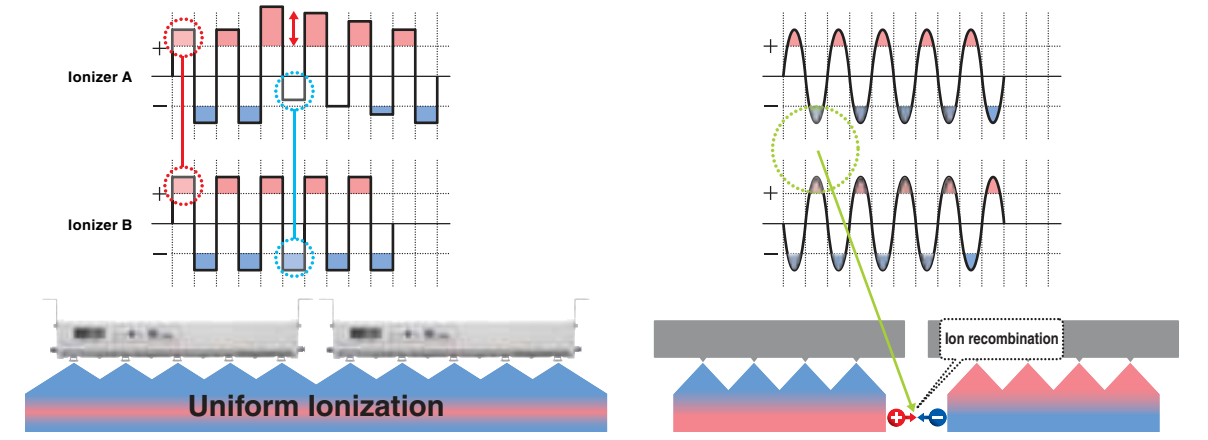 +
Ionizer A
−
+
Ionizer B
−
+
−
+
−
Uniform Ionization
Ion recombination
+ −